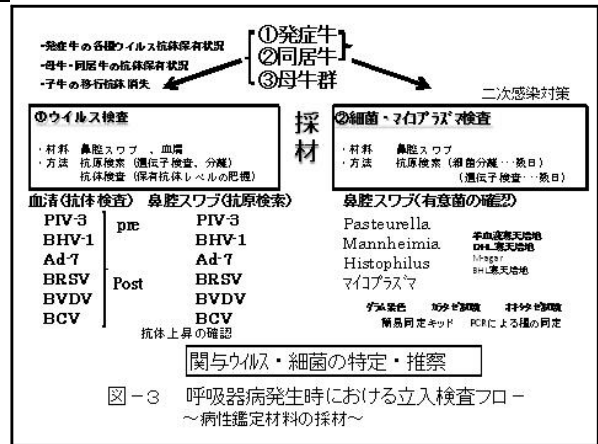 ・発症牛の各種ウイルス抗体保有状況
・母牛・同居牛の抗体保有状況
・子牛の移行抗体消失
①発症牛
②同居牛
③母牛群
二次感染対策
採材
①ウイルス検査
・材料 鼻腔スワブ、血清
・方法 抗原検索(遺伝子検査、分離)
抗体検査(保有抗体レベルの把握)
②細菌・マイコプラズマ検査
・材料 鼻腔スワブ
・方法 抗原検索(細菌分離・・・数日)
(遺伝子検査・・・数日)
血清(抗体検査) 鼻腔スワブ(抗原検索)
PIV-3 pre PIV-3
BHV-1 BHV-1
Ad-7 Ad-7
BRSV Post BRSV
BVDV BVDV
BCV BCV
抗体上昇の確認
鼻腔スワブ(有意菌の確認)
Pasteurella
Mannheimia
Histophilus
マイコプラズマ
羊血液寒天培地
DHL寒天培地
M-agar
BHL寒天培地
グラム染色 カタラーゼ試験 オキシダーゼ試験
簡易同定キッド PCRによる種の同定
関与ウイルス・細菌の特定・推察
図-3 呼吸器病発生時における立入検査フロー
~病性鑑定材料の採材~